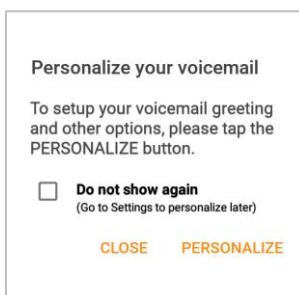 Personalize your voicemail
To setup your voicemail greeting
and other options, please tap the
PERSONALIZE button.
Do not show again
(Go to Settings to personalize later)
CLOSE PERSONALIZE